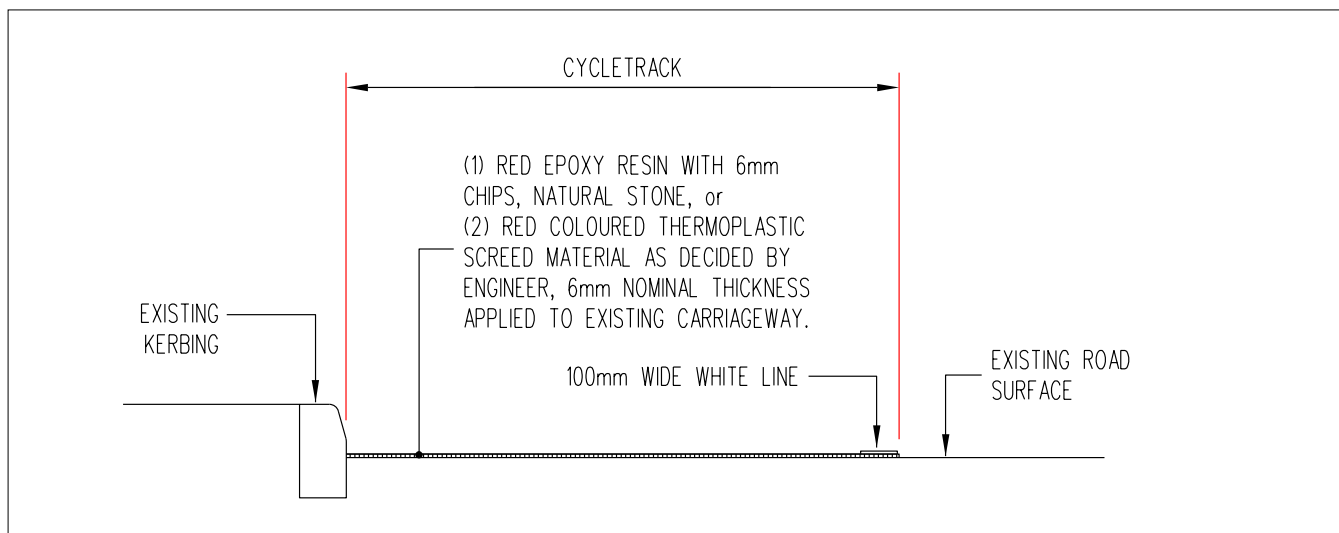 CYCLETRACK
(1) RED EPOXY RESIN WITH 6mm
CHIPS, NATURAL STONE, or
(2) RED COLOURED THERMOPLASTIC
SCREED MATERIAL AS DECIDED BY
ENGINEER, 6mm NOMINAL THICKNESS
APPLIED TO EXISTING CARRIAGEWAY.
EXISTING
KERBING
100mm WIDE WHITE LINE
EXISTING ROAD
SURFACE